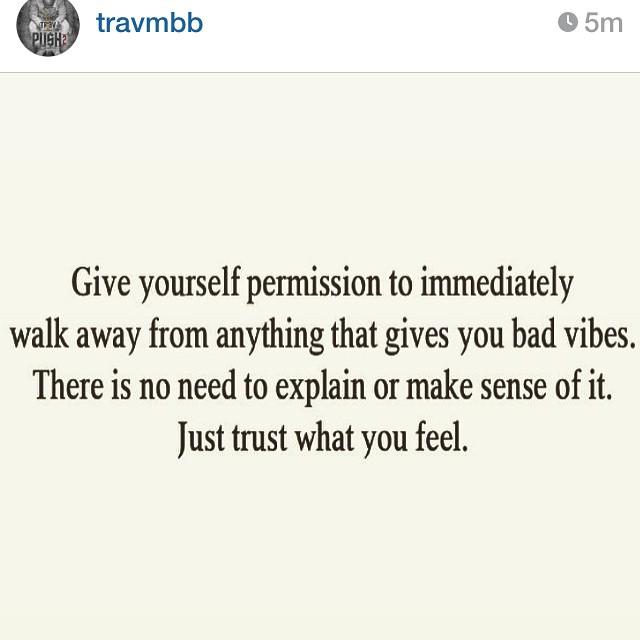 travmbb
5m
PUSH
Give yourself permission to immediately
walk away from anything that gives you bad vibes.
There is no need to explain or make sense of it.
Just trust what you feel.